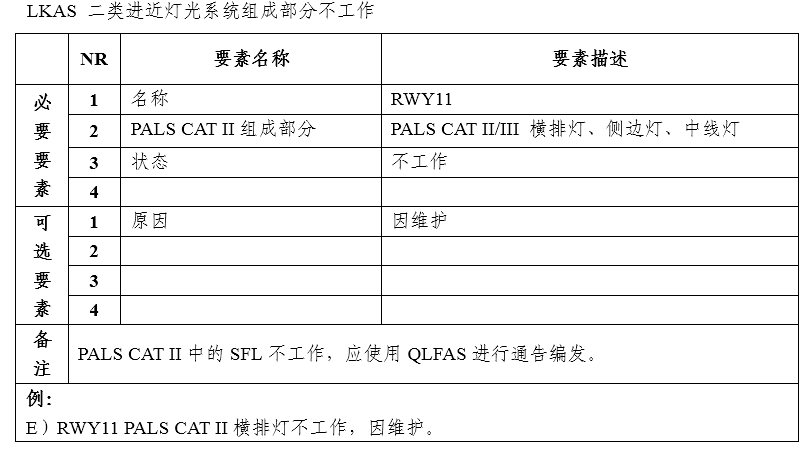 LKAS 二类进近灯光系统组成部分不工作
NR 要素名称 要素描述
必要要素
1 名称 RWY11
2 PALS CAT II 组成部分 PALS CAT II/III 横排灯、侧边灯、中线灯
3 状态 不工作
4
可选要素
1 原因 因维护
2
3
4
备注 PALS CAT II 中的 SFL 不工作，应使用 QLFAS 进行通告编发。
例：
E）RWY11 PALS CAT II 横排灯不工作，因维护。